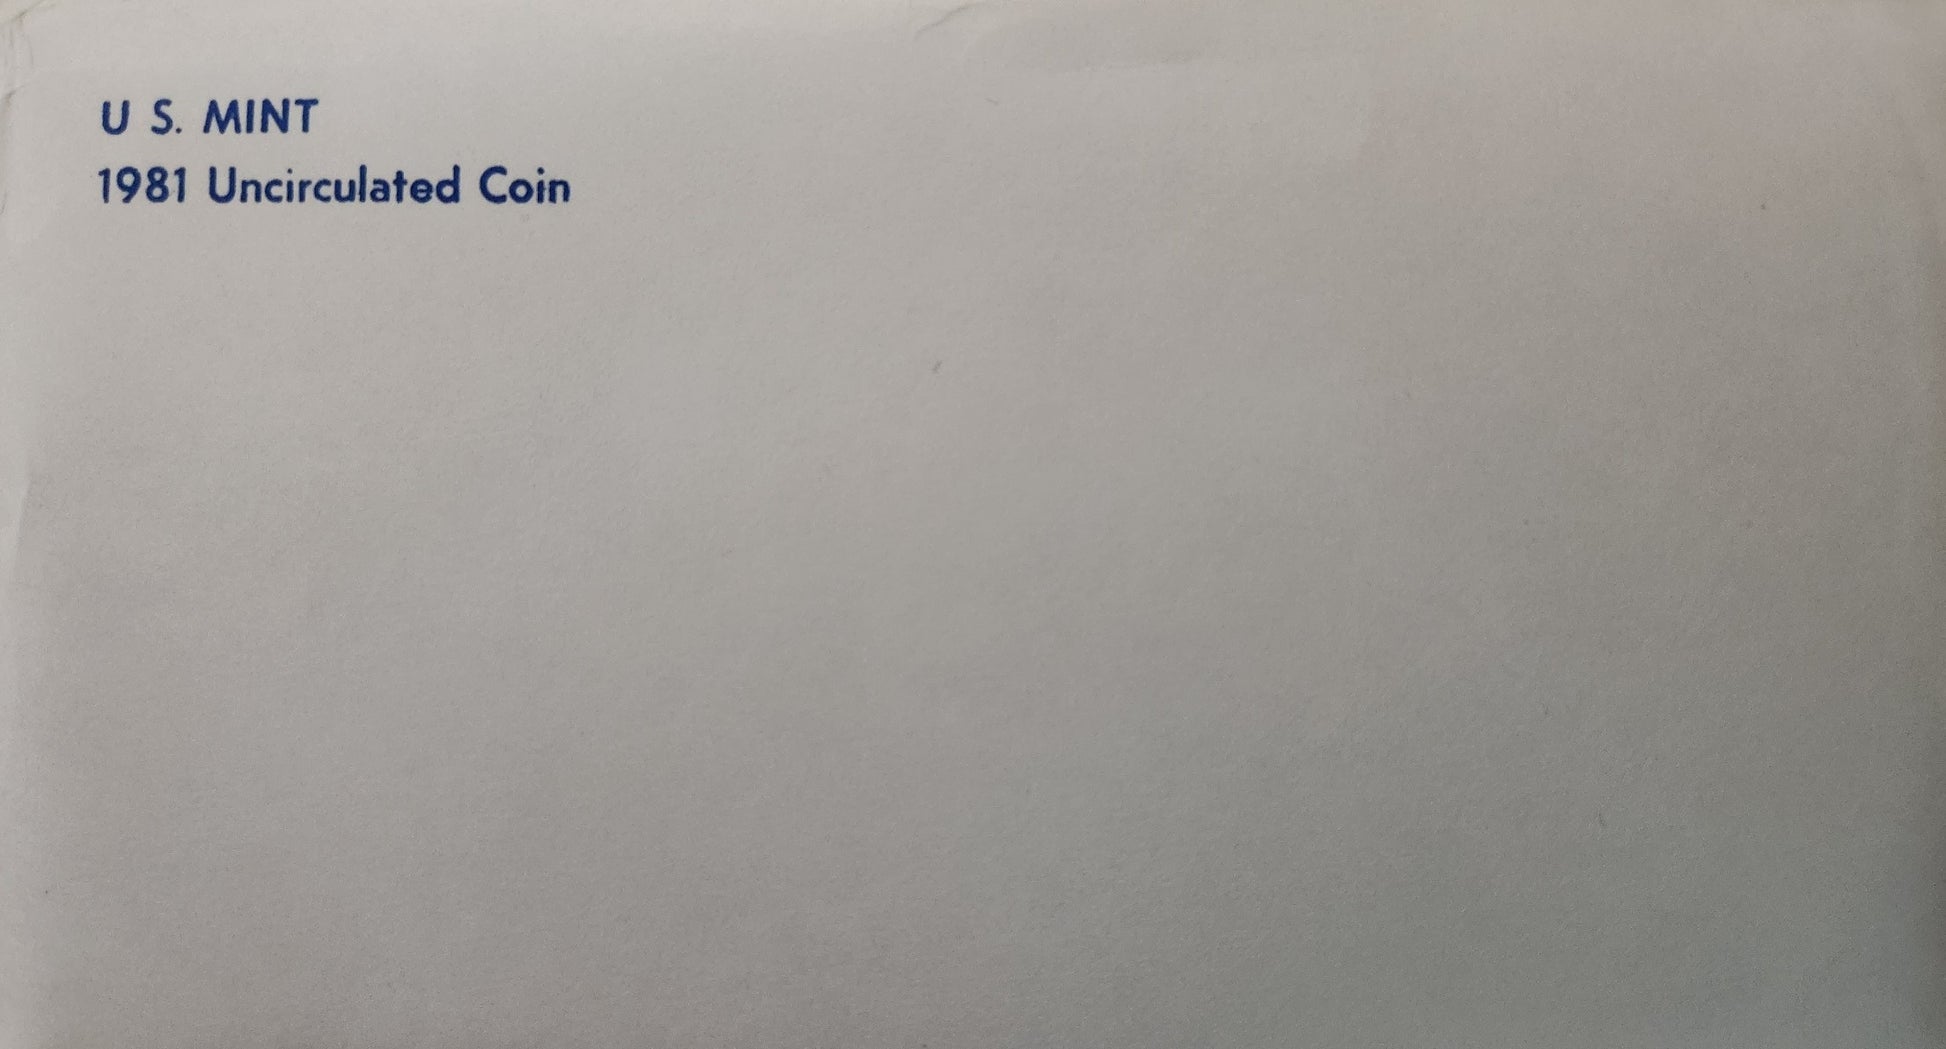 U S. MINT
1981 Uncirculated Coin